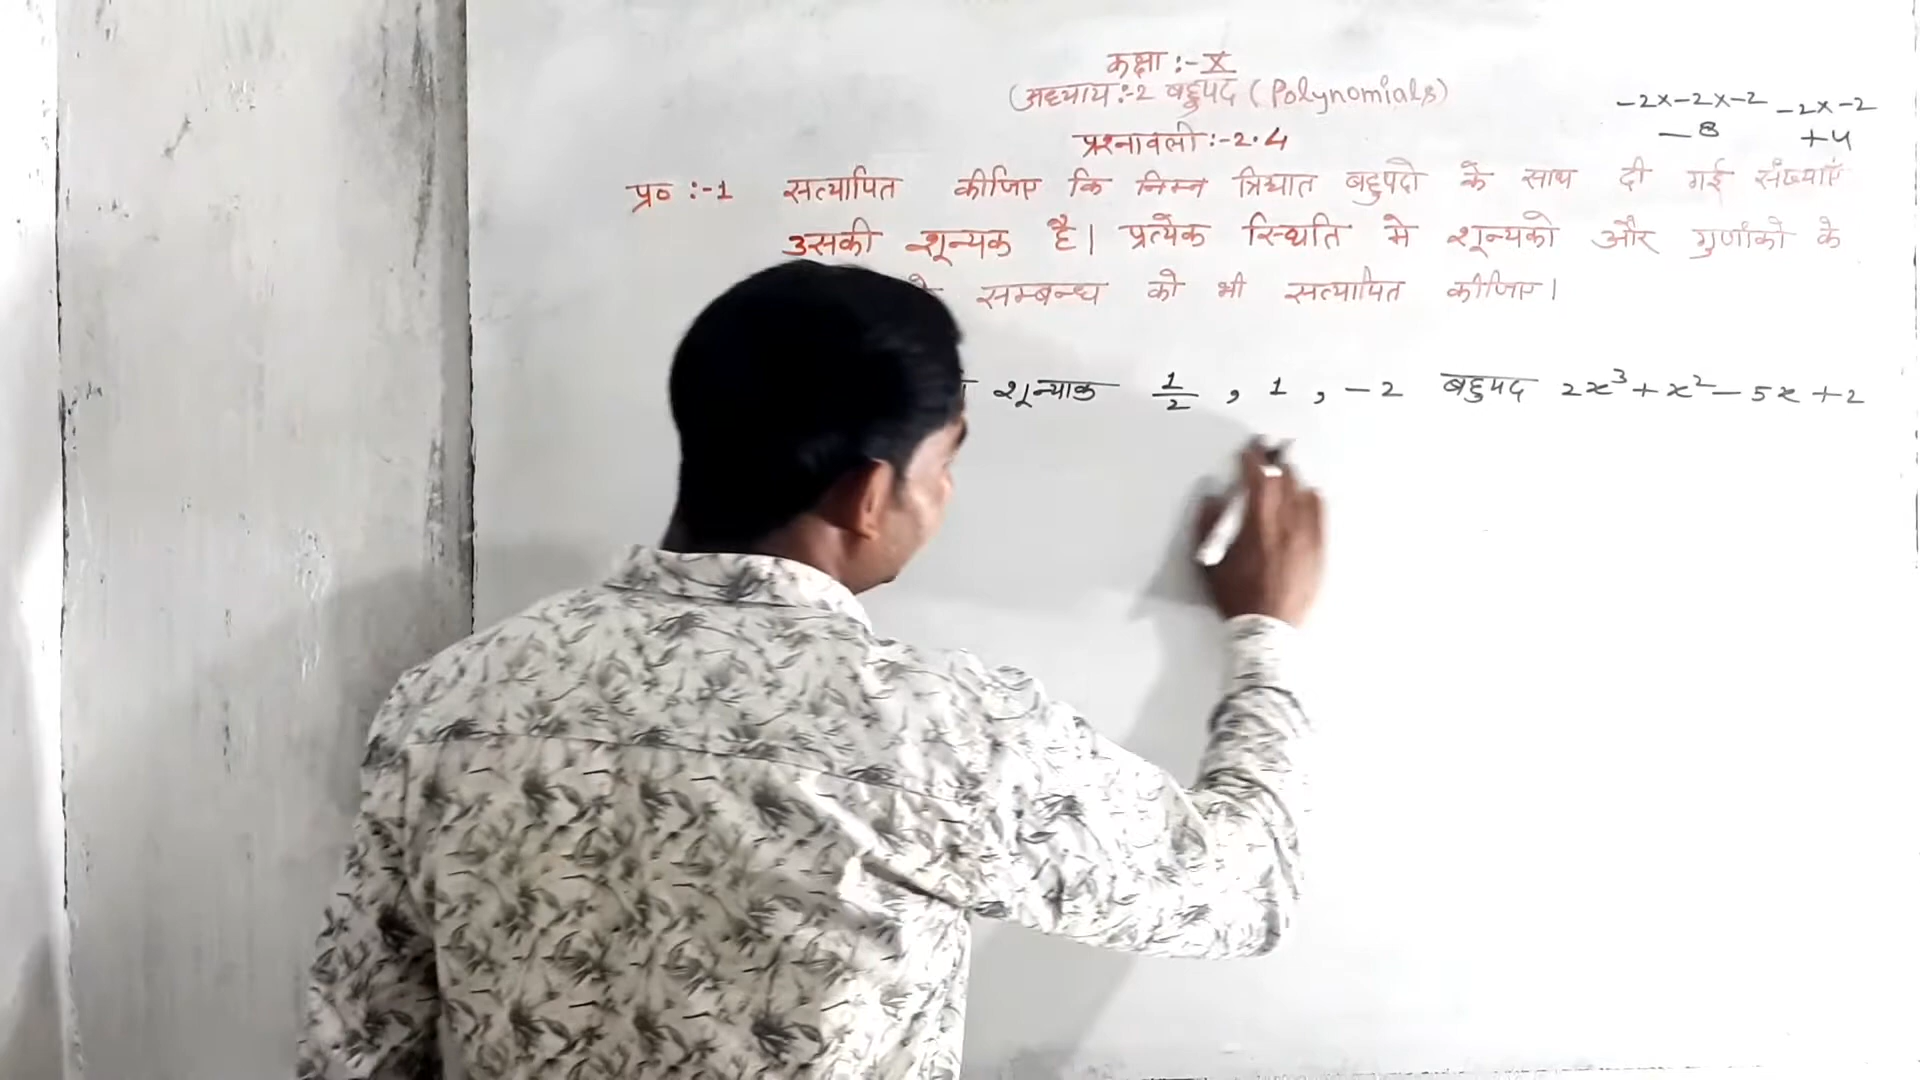 कक्षा :- X
अध्याय :-2 बहुपद (Polynomials)
-2x-2x-2 -2x-2
-8 +4
प्रश्नावली :-2.4
प्र० :-1 सत्यापित कीजिए कि निम्न त्रिघात बहुपदो के साथ दी गई संख्याएँ
उसकी शून्यक है। प्रत्येक स्थिति मे शून्यको और गुणांको के
सम्बन्ध को भी सत्यापित कीजिए।
शून्याक 1/2 , 1 , -2 बहुपद 2x³+x²-5x+2